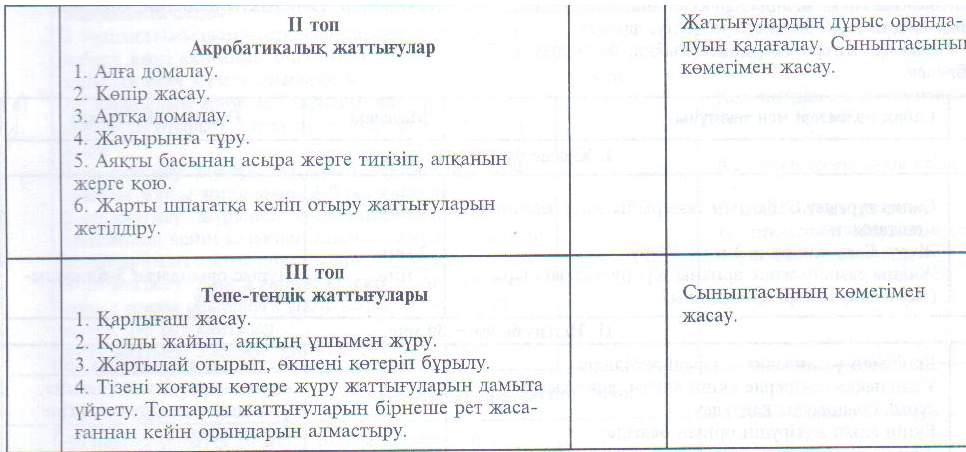 II топ
Акробатикалық жаттығулар
1. Алға домалау.
2. Көпір жасау.
3. Артқа домалау.
4. Жауырынға тұру.
5. Аяқты басынан асыра жерге тигізіп, алқанын
жерге қою.
6. Жарты шпагатқа келіп отыру жаттығуларын
жетілдіру.
Жаттығулардың дұрыс орында-
луын қадағалау. Сыныптасының
көмегімен жасау.
III топ
Тепе-теңдік жаттығулары
1. Қарлығаш жасау.
2. Қолды жайып, аяқтың ұшымен жүру.
3. Жартылай отырып, өкшені көтеріп бұрылу.
4. Тізені жоғары көтере жүру жаттығуларын дамыта
үйрету. Топтарды жаттығуларын бірнеше рет жаса-
ғаннан кейін орындарын алмастыру.
Сыныптасының көмегімен
жасау.